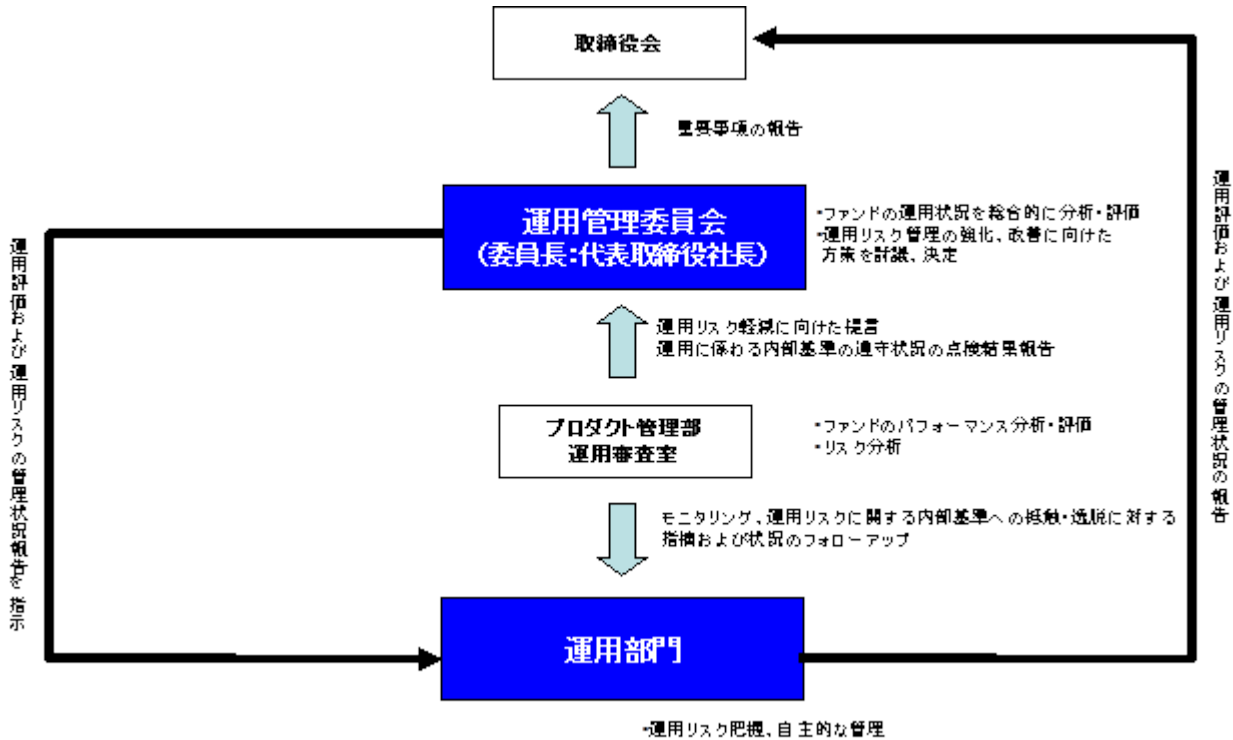 取締役会
重要事項の報告
運用管理委員会
(委員長:代表取締役社長)
・ファンドの運用状況を総合的に分析・評価
・運用リスク管理の強化、改善に向けた
方策を討議、決定
運用リスク軽減に向けた提言
運用に係わる内部基準の遵守状況の点検結果報告
プロダクト管理部
運用審査室
・ファンドのパフォーマンス分析・評価
・リスク分析
モニタリング、運用リスクに関する内部基準への抵触・逸脱に対する
指摘および状況のフォローアップ
運用部門
・運用リスク把握、自主的な管理
運用評価および運用リスクの管理状況報告を指示
運用評価および運用リスクの管理状況の報告